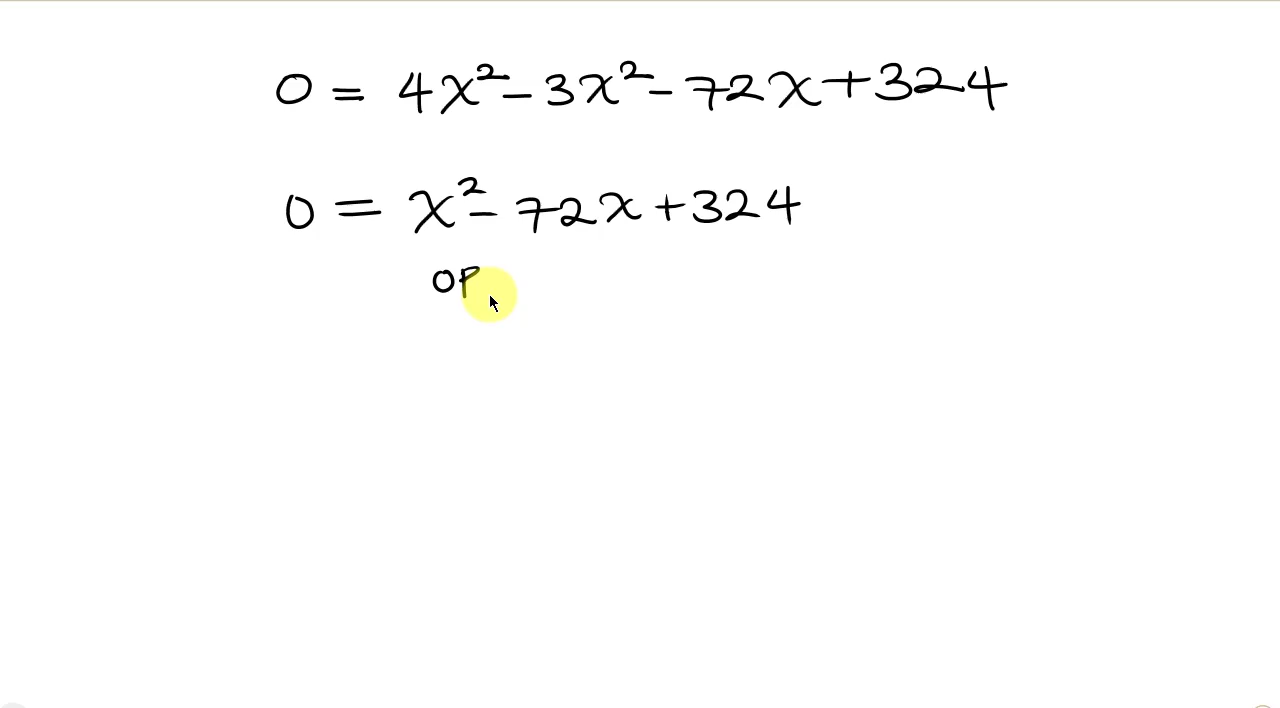 0 = 4x² - 3x² - 72x + 324
0 = x² - 72x + 324
OP